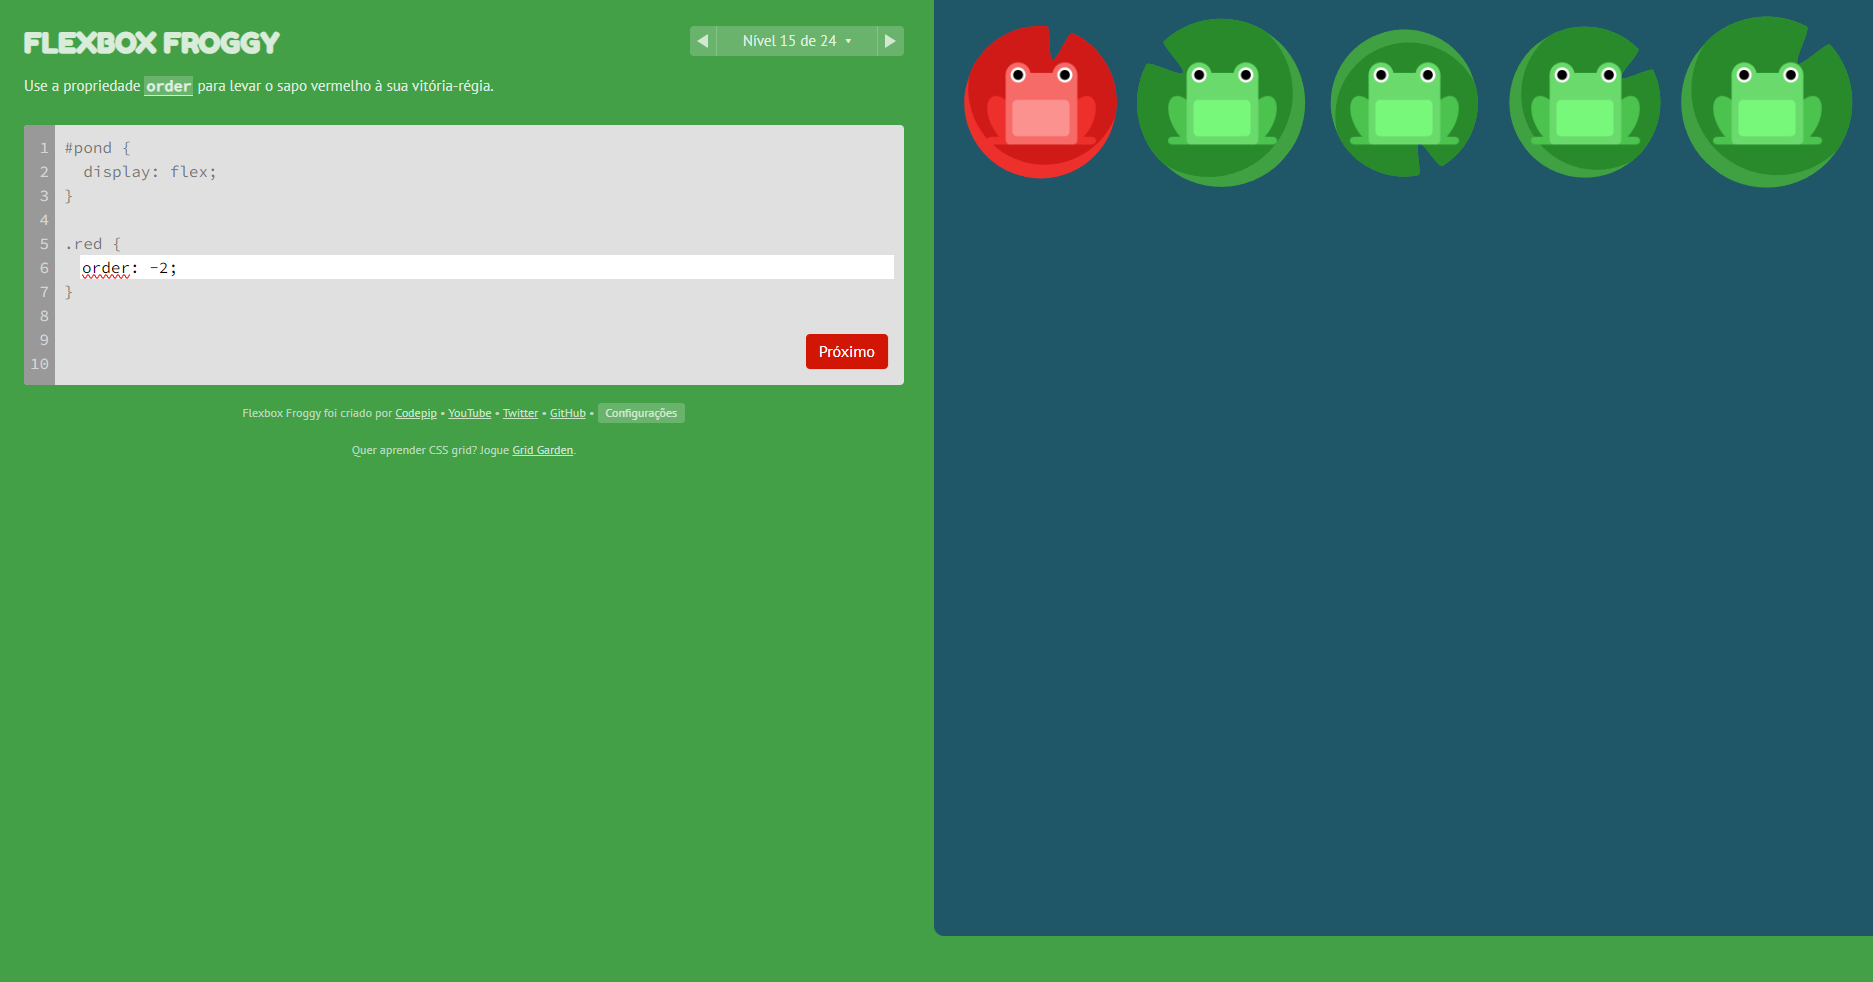 FLEXBOX FROGGY
Nível 15 de 24
Use a propriedade order para levar o sapo vermelho à sua vitória-régia.
1 #pond {
2   display: flex;
3 }
4
5 .red {
6   order: -2;
7 }
8
9
10
Próximo
Flexbox Froggy foi criado por Codepip • YouTube • Twitter • GitHub • Configurações
Quer aprender CSS grid? Jogue Grid Garden.